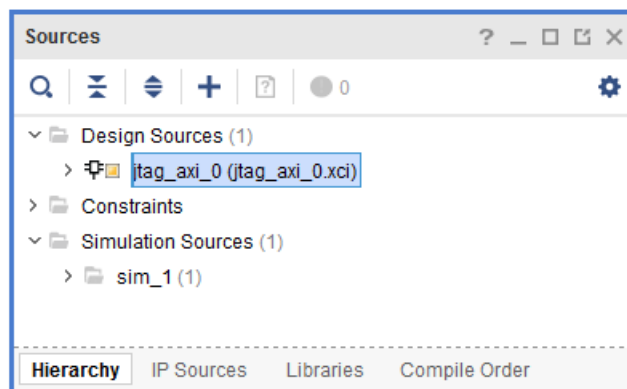 Sources
0
Design Sources (1)
jtag_axi_0 (jtag_axi_0.xci)
Constraints
Simulation Sources (1)
sim_1 (1)
Hierarchy IP Sources Libraries Compile Order